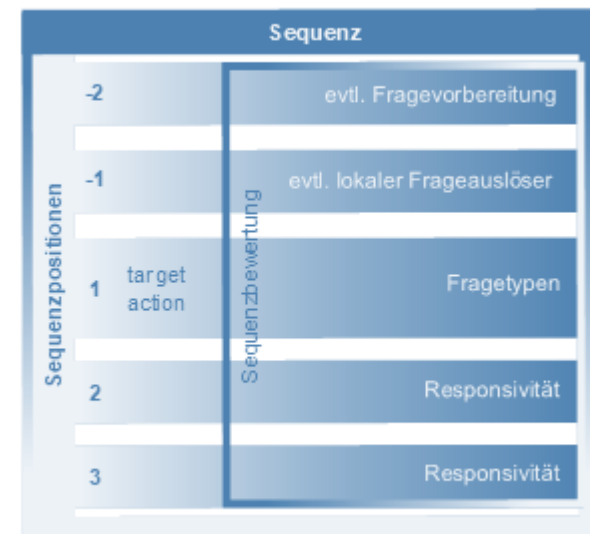 Sequenz
Sequenzpositionen
-2
evtl. Fragevorbereitung
-1
evtl. lokaler Frageauslöser
Sequenzbewertung
1
target
action
Fragetypen
2
Responsivität
3
Responsivität